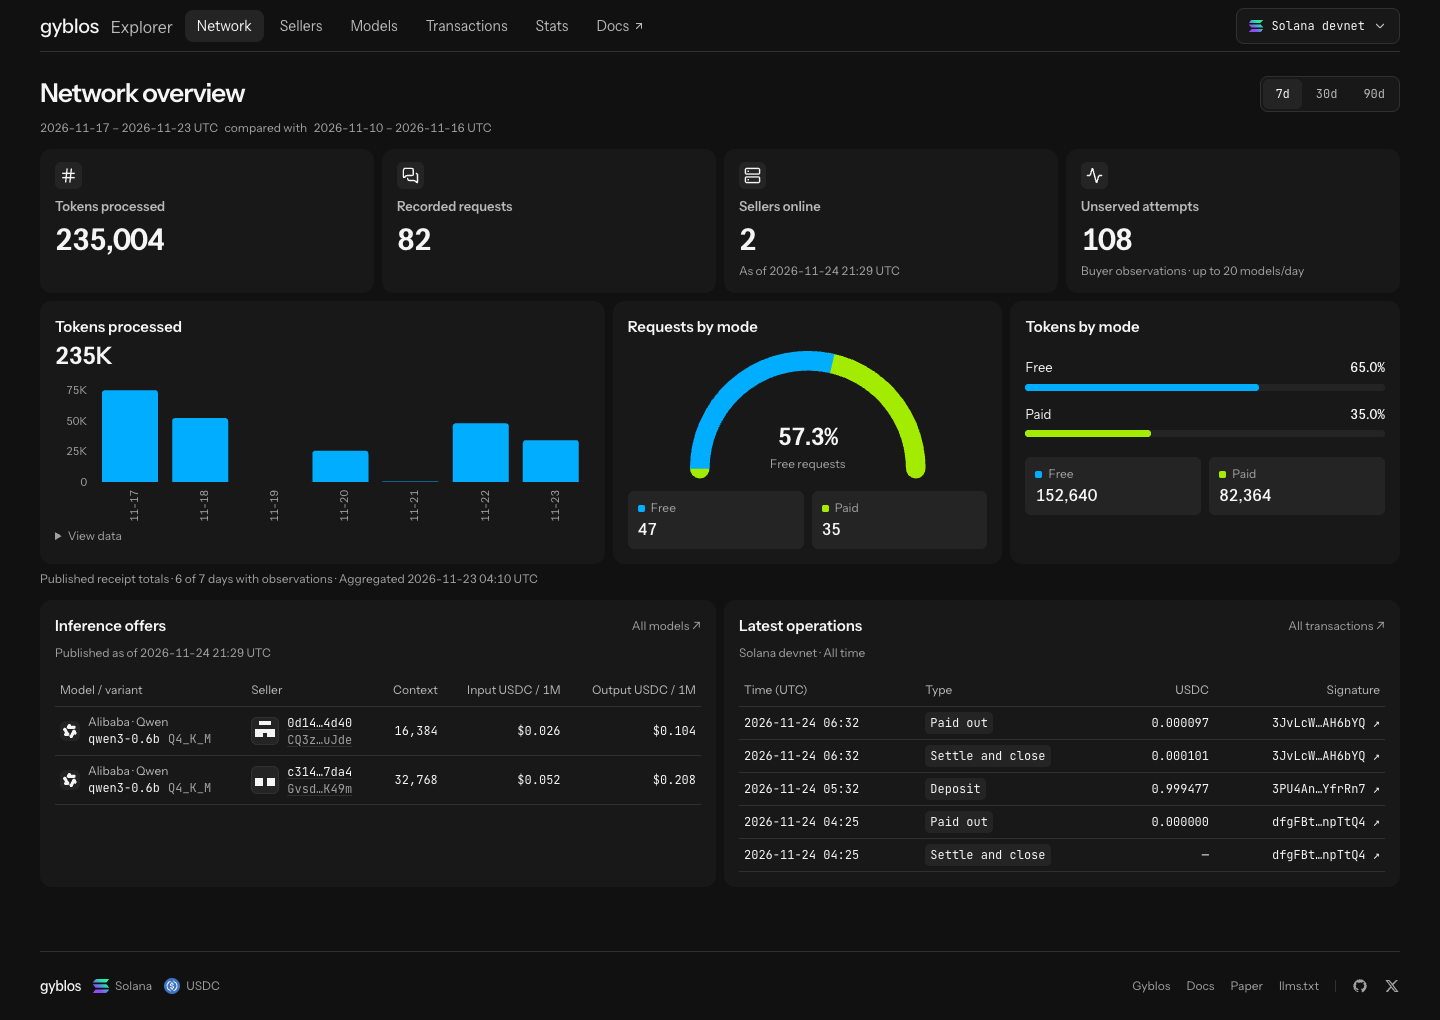 gyblos Explorer Network Sellers Models Transactions Stats Docs ↗ Solana devnet
Network overview
7d 30d 90d
2026-11-17 – 2026-11-23 UTC compared with 2026-11-10 – 2026-11-16 UTC
Tokens processed
235,004
Recorded requests
82
Sellers online
2
As of 2026-11-24 21:29 UTC
Unserved attempts
108
Buyer observations · up to 20 models/day
Tokens processed
235K
75K
50K
25K
0
11-17 11-18 11-19 11-20 11-21 11-22 11-23
▶ View data
Requests by mode
57.3%
Free requests
Free
47
Paid
35
Tokens by mode
Free 65.0%
Paid 35.0%
Free
152,640
Paid
82,364
Published receipt totals · 6 of 7 days with observations · Aggregated 2026-11-23 04:10 UTC
Inference offers All models ↗
Published as of 2026-11-24 21:29 UTC
Model / variant Seller Context Input USDC / 1M Output USDC / 1M
Alibaba · Qwen 0d14…4d40
qwen3-0.6b Q4_K_M CQ3z…uJde 16,384 $0.026 $0.104
Alibaba · Qwen c314…7da4
qwen3-0.6b Q4_K_M Gvsd…K49m 32,768 $0.052 $0.208
Latest operations All transactions ↗
Solana devnet · All time
Time (UTC) Type USDC Signature
2026-11-24 06:32 Paid out 0.000097 3JvLcW…AH6bYQ ↗
2026-11-24 06:32 Settle and close 0.000101 3JvLcW…AH6bYQ ↗
2026-11-24 05:32 Deposit 0.999477 3PU4An…YfrRn7 ↗
2026-11-24 04:25 Paid out 0.000000 dfgFBt…npTtQ4 ↗
2026-11-24 04:25 Settle and close — dfgFBt…npTtQ4 ↗
gyblos Solana USDC Gyblos Docs Paper llms.txt